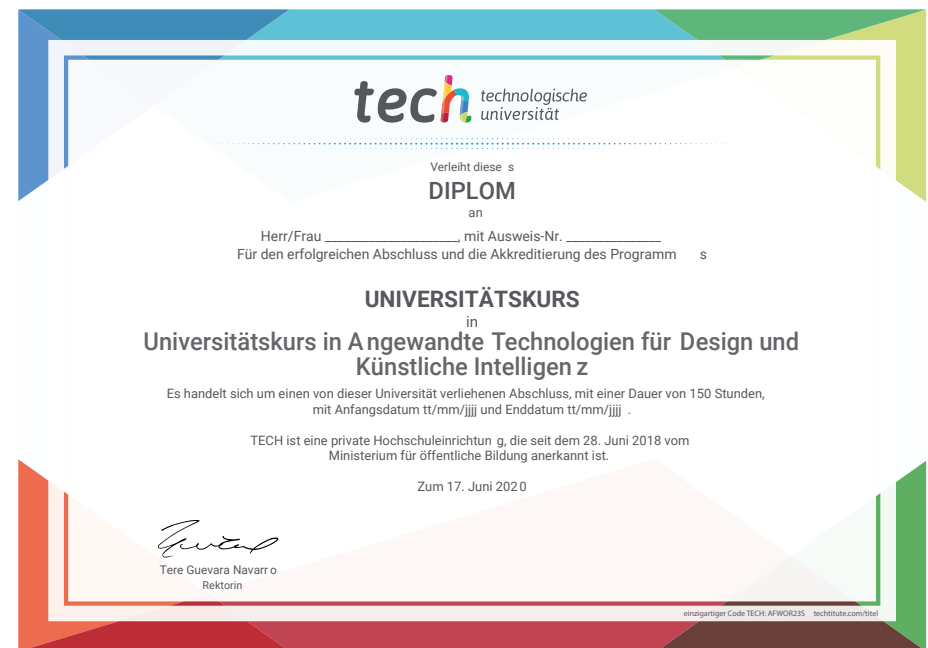 tech technologische
universität
Verleiht diese s
DIPLOM
an
Herr/Frau ___________________, mit Ausweis-Nr. ______________
Für den erfolgreichen Abschluss und die Akkreditierung des Programm s
UNIVERSITÄTSKURS
in
Universitätskurs in Angewandte Technologien für Design und
Künstliche Intelligen z
Es handelt sich um einen von dieser Universität verliehenen Abschluss, mit einer Dauer von 150 Stunden,
mit Anfangsdatum tt/mm/jjjj und Enddatum tt/mm/jjjj .
TECH ist eine private Hochschuleinrichtun g, die seit dem 28. Juni 2018 vom
Ministerium für öffentliche Bildung anerkannt ist.
Zum 17. Juni 2020
Tere Guevara Navarro
Rektorin
einzigartiger Code TECH: AFWOR235 techtitute.com/titel